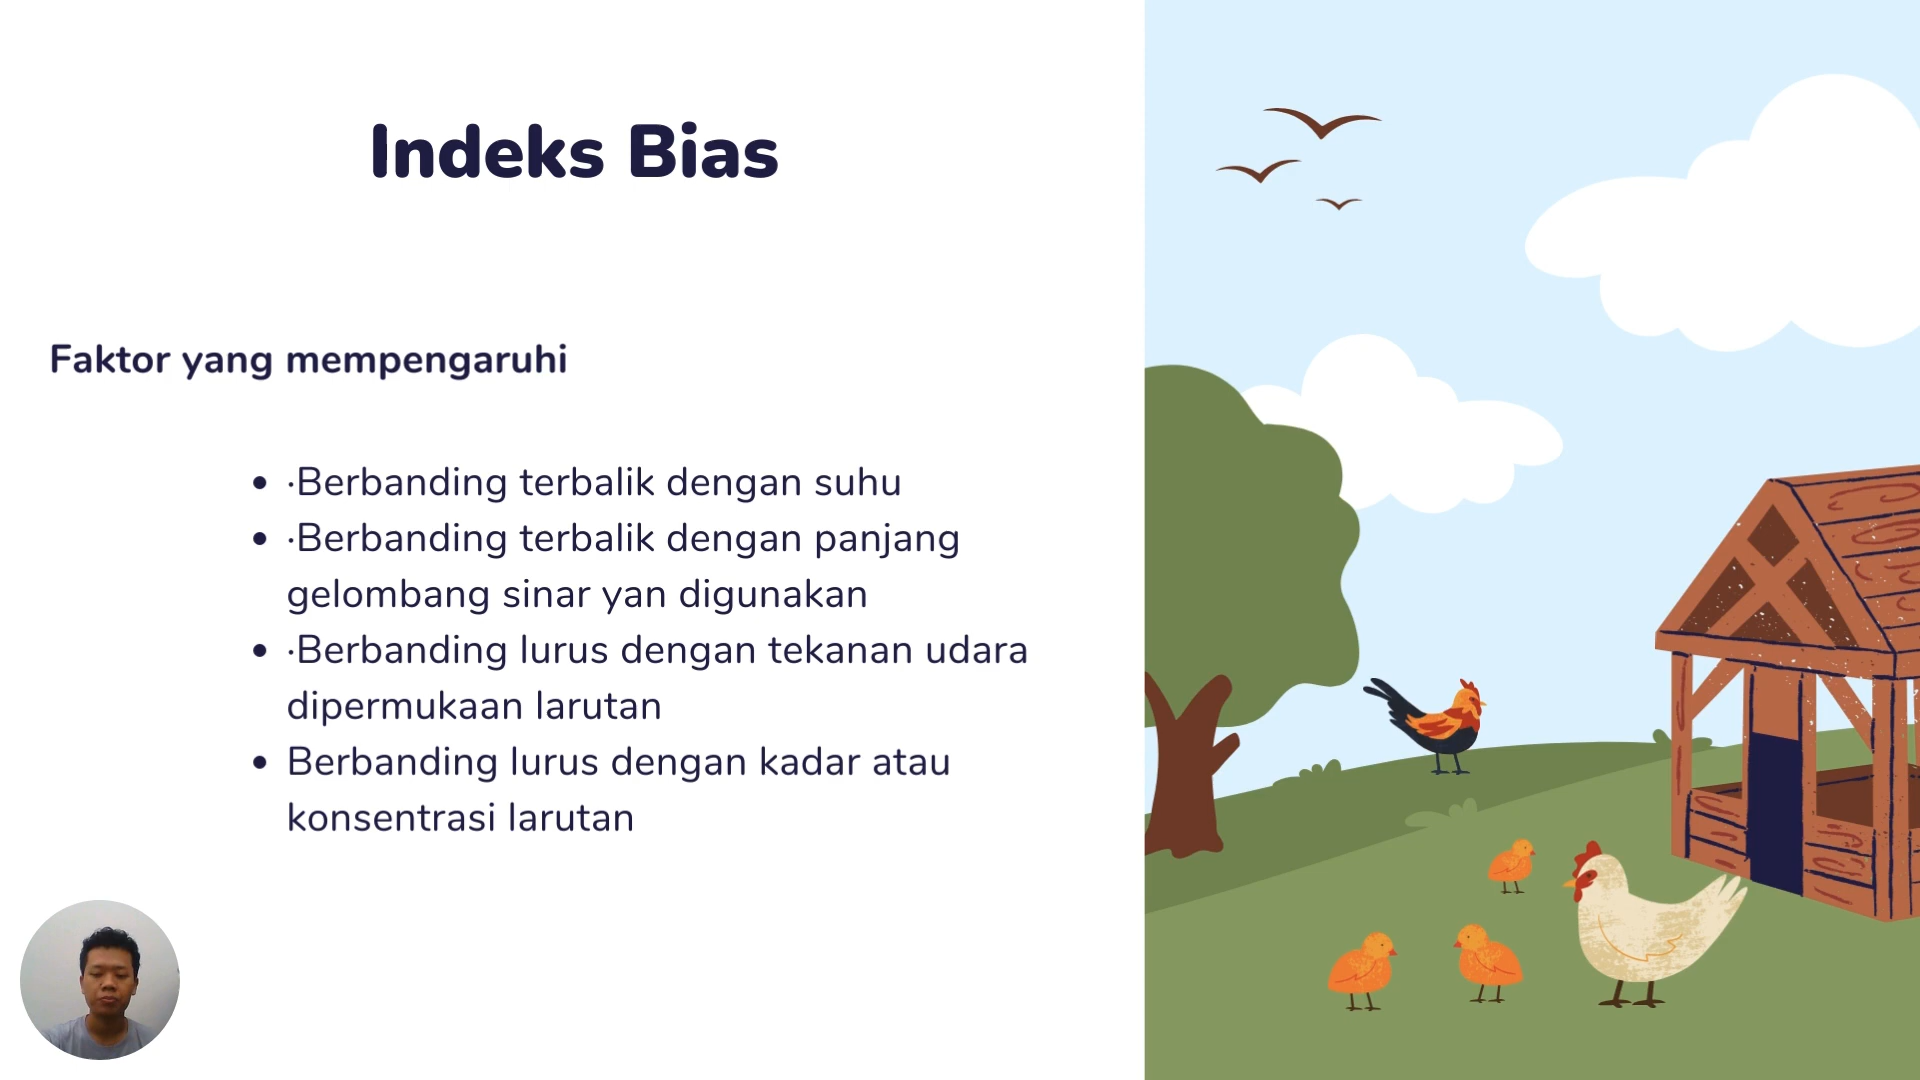 Indeks Bias
Faktor yang mempengaruhi
• ·Berbanding terbalik dengan suhu
• ·Berbanding terbalik dengan panjang
gelombang sinar yan digunakan
• ·Berbanding lurus dengan tekanan udara
dipermukaan larutan
• Berbanding lurus dengan kadar atau
konsentrasi larutan